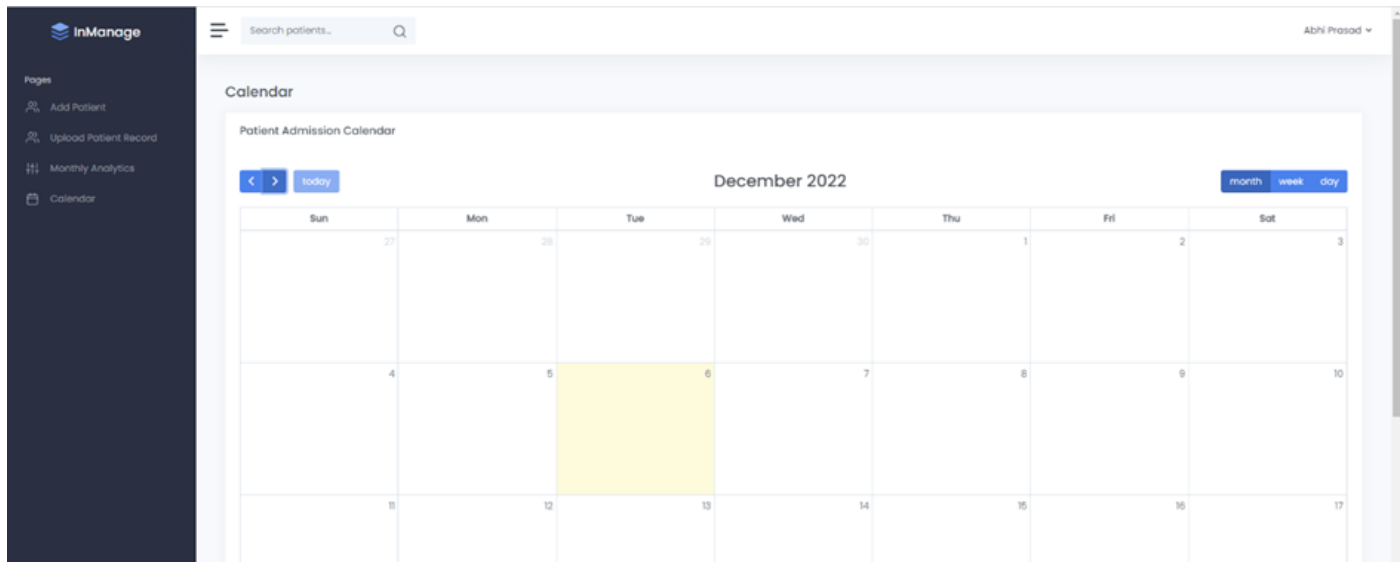 InManage
Search patients...
Abhi Prasad
Pages
Add Patient
Upload Patient Record
Monthly Analytics
Calendar
Calendar
Patient Admission Calendar
today
December 2022
month week day
Sun Mon Tue Wed Thu Fri Sat
27 28 29 30 1 2 3
4 5 6 7 8 9 10
11 12 13 14 15 16 17